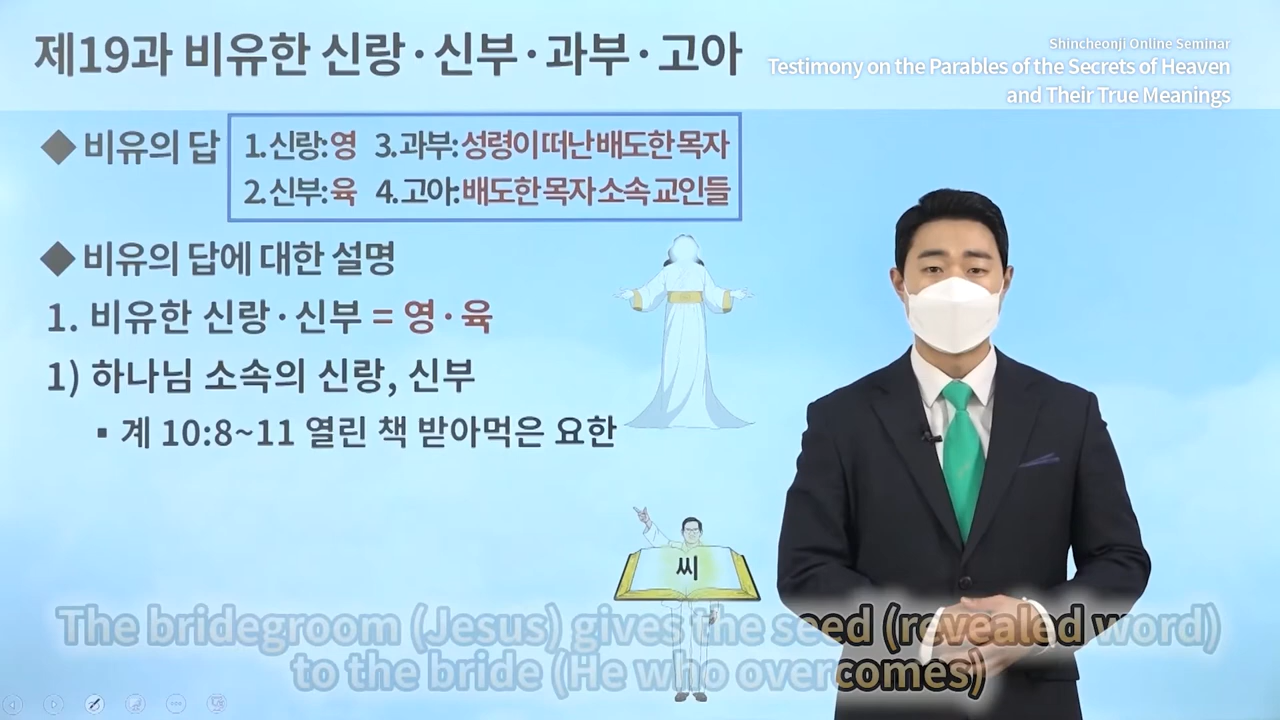 제19과 비유한 신랑·신부·과부·고아
Shincheonji Online Seminar
Testimony on the Parables of the Secrets of Heaven
and Their True Meanings
◆ 비유의 답
1. 신랑: 영 3. 과부: 성령이 떠난 배도한 목자
2. 신부: 육 4. 고아: 배도한 목자 소속 교인들
◆ 비유의 답에 대한 설명
1. 비유한 신랑·신부 = 영·육
1) 하나님 소속의 신랑, 신부
▪ 계 10:8~11 열린 책 받아먹은 요한
씨
The bridegroom (Jesus) gives the seed (revealed word)
to the bride (He who overcomes)